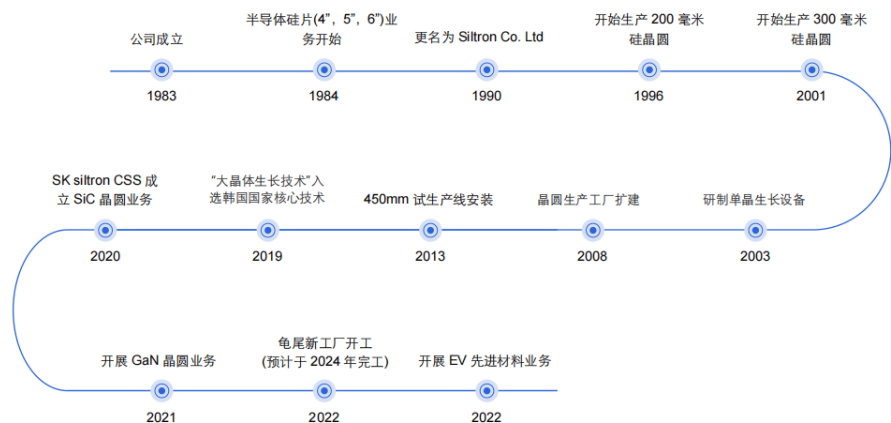 公司成立
半导体硅片(4”, 5”, 6”)业
务开始
更名为 Siltron Co. Ltd
开始生产 200 毫米
硅晶圆
开始生产 300 毫米
硅晶圆
1983
1984
1990
1996
2001
SK siltron CSS 成
立 SiC 晶圆业务
“大晶体生长技术”入
选韩国国家核心技术
450mm 试生产线安装
晶圆生产工厂扩建
研制单晶生长设备
2020
2019
2013
2008
2003
开展 GaN 晶圆业务
龟尾新工厂开工
(预计于 2024 年完工)
开展 EV 先进材料业务
2021
2022
2022